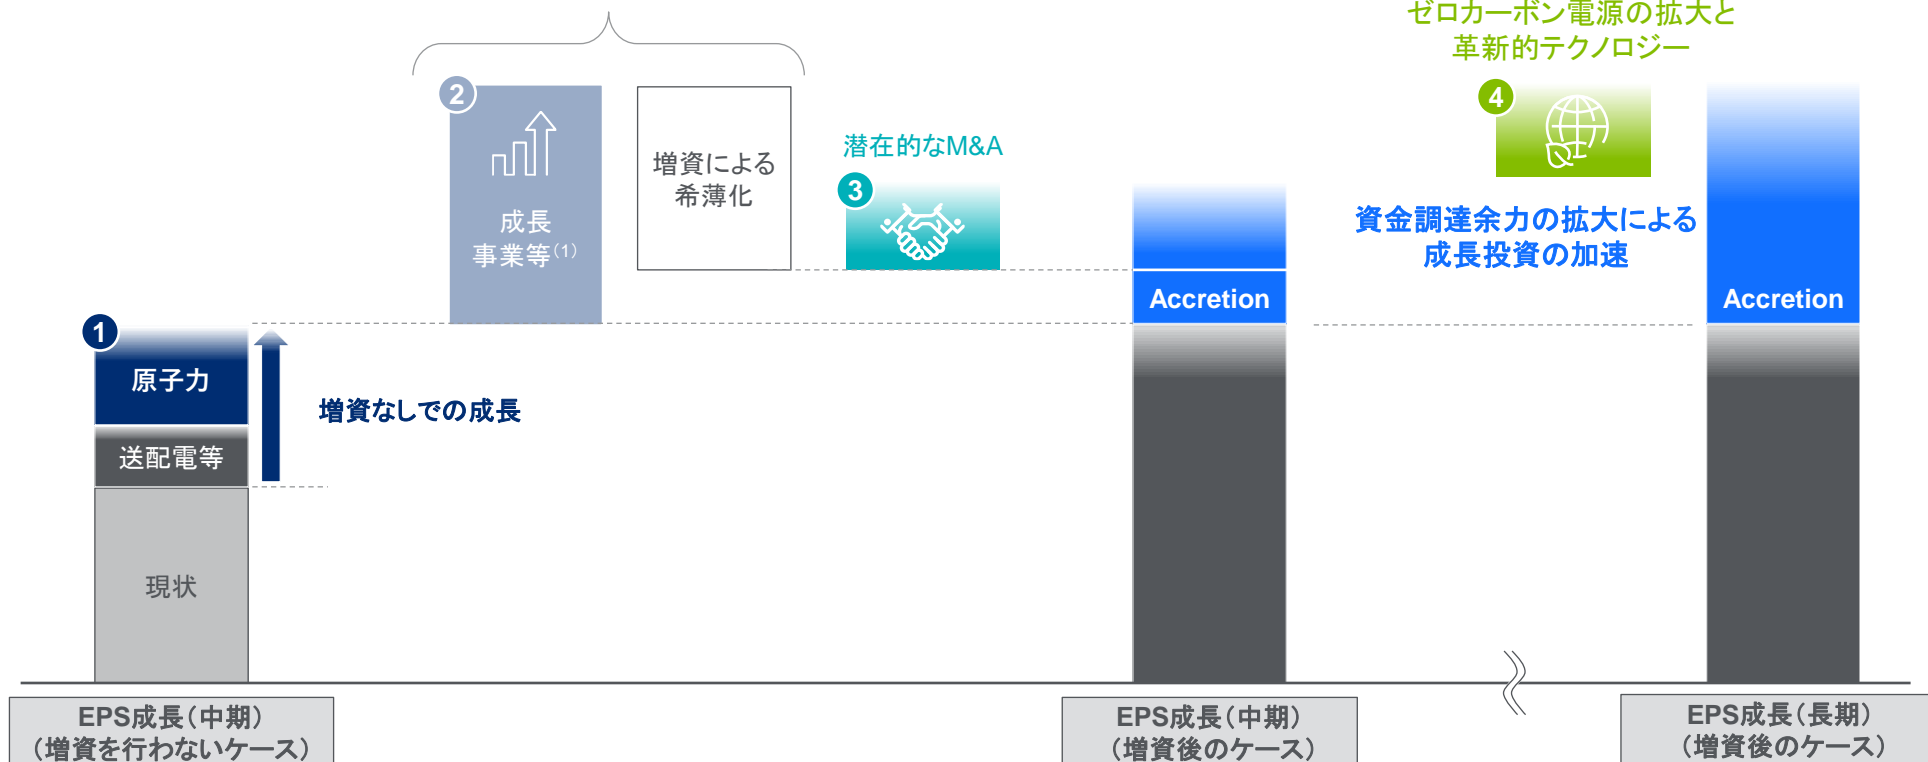 ゼロカーボン電源の拡大と
革新的テクノロジー
2
4
増資による
希薄化
潜在的なM&A
3
成長
事業等(1)
資金調達余力の拡大による
成長投資の加速
Accretion
Accretion
1
原子力
増資なしでの成長
送配電等
現状
EPS成長(中期)
(増資を行わないケース)
EPS成長(中期)
(増資後のケース)
EPS成長(長期)
(増資後のケース)